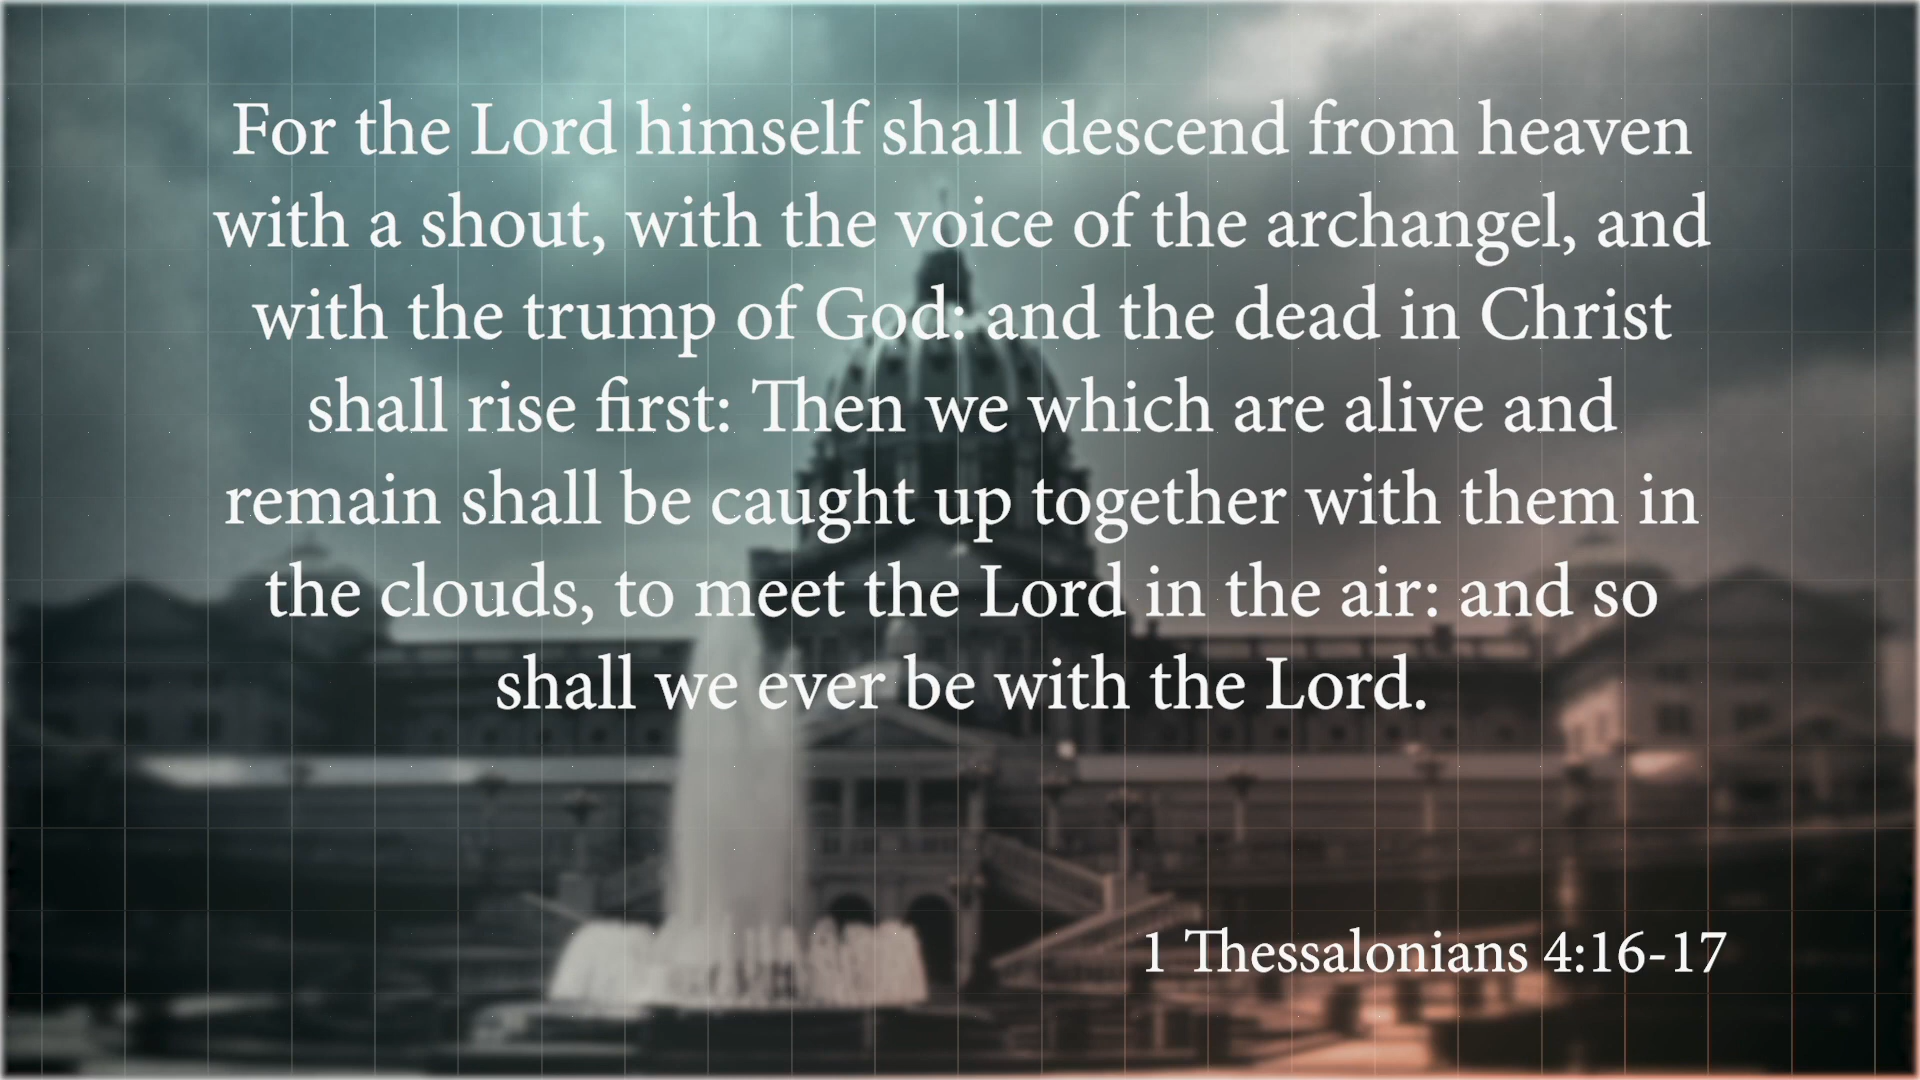 For the Lord himself shall descend from heaven
with a shout, with the voice of the archangel, and
with the trump of God: and the dead in Christ
shall rise first: Then we which are alive and
remain shall be caught up together with them in
the clouds, to meet the Lord in the air: and so
shall we ever be with the Lord.
1 Thessalonians 4:16-17